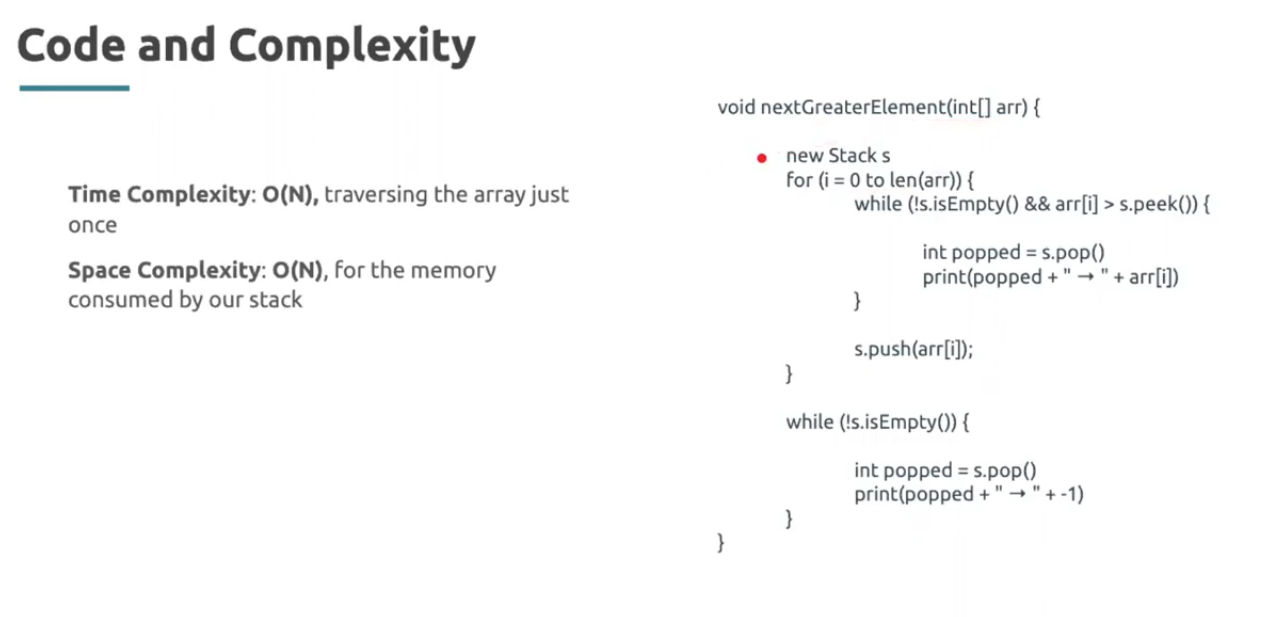 Code and Complexity
Time Complexity: O(N), traversing the array just
once
Space Complexity: O(N), for the memory
consumed by our stack
void nextGreaterElement(int[] arr) {
new Stack s
for (i = 0 to len(arr)) {
while (!s.isEmpty() && arr[i] > s.peek()) {
int popped = s.pop()
print(popped + " → " + arr[i])
}
s.push(arr[i]);
}
while (!s.isEmpty()) {
int popped = s.pop()
print(popped + " → " + -1)
}
}